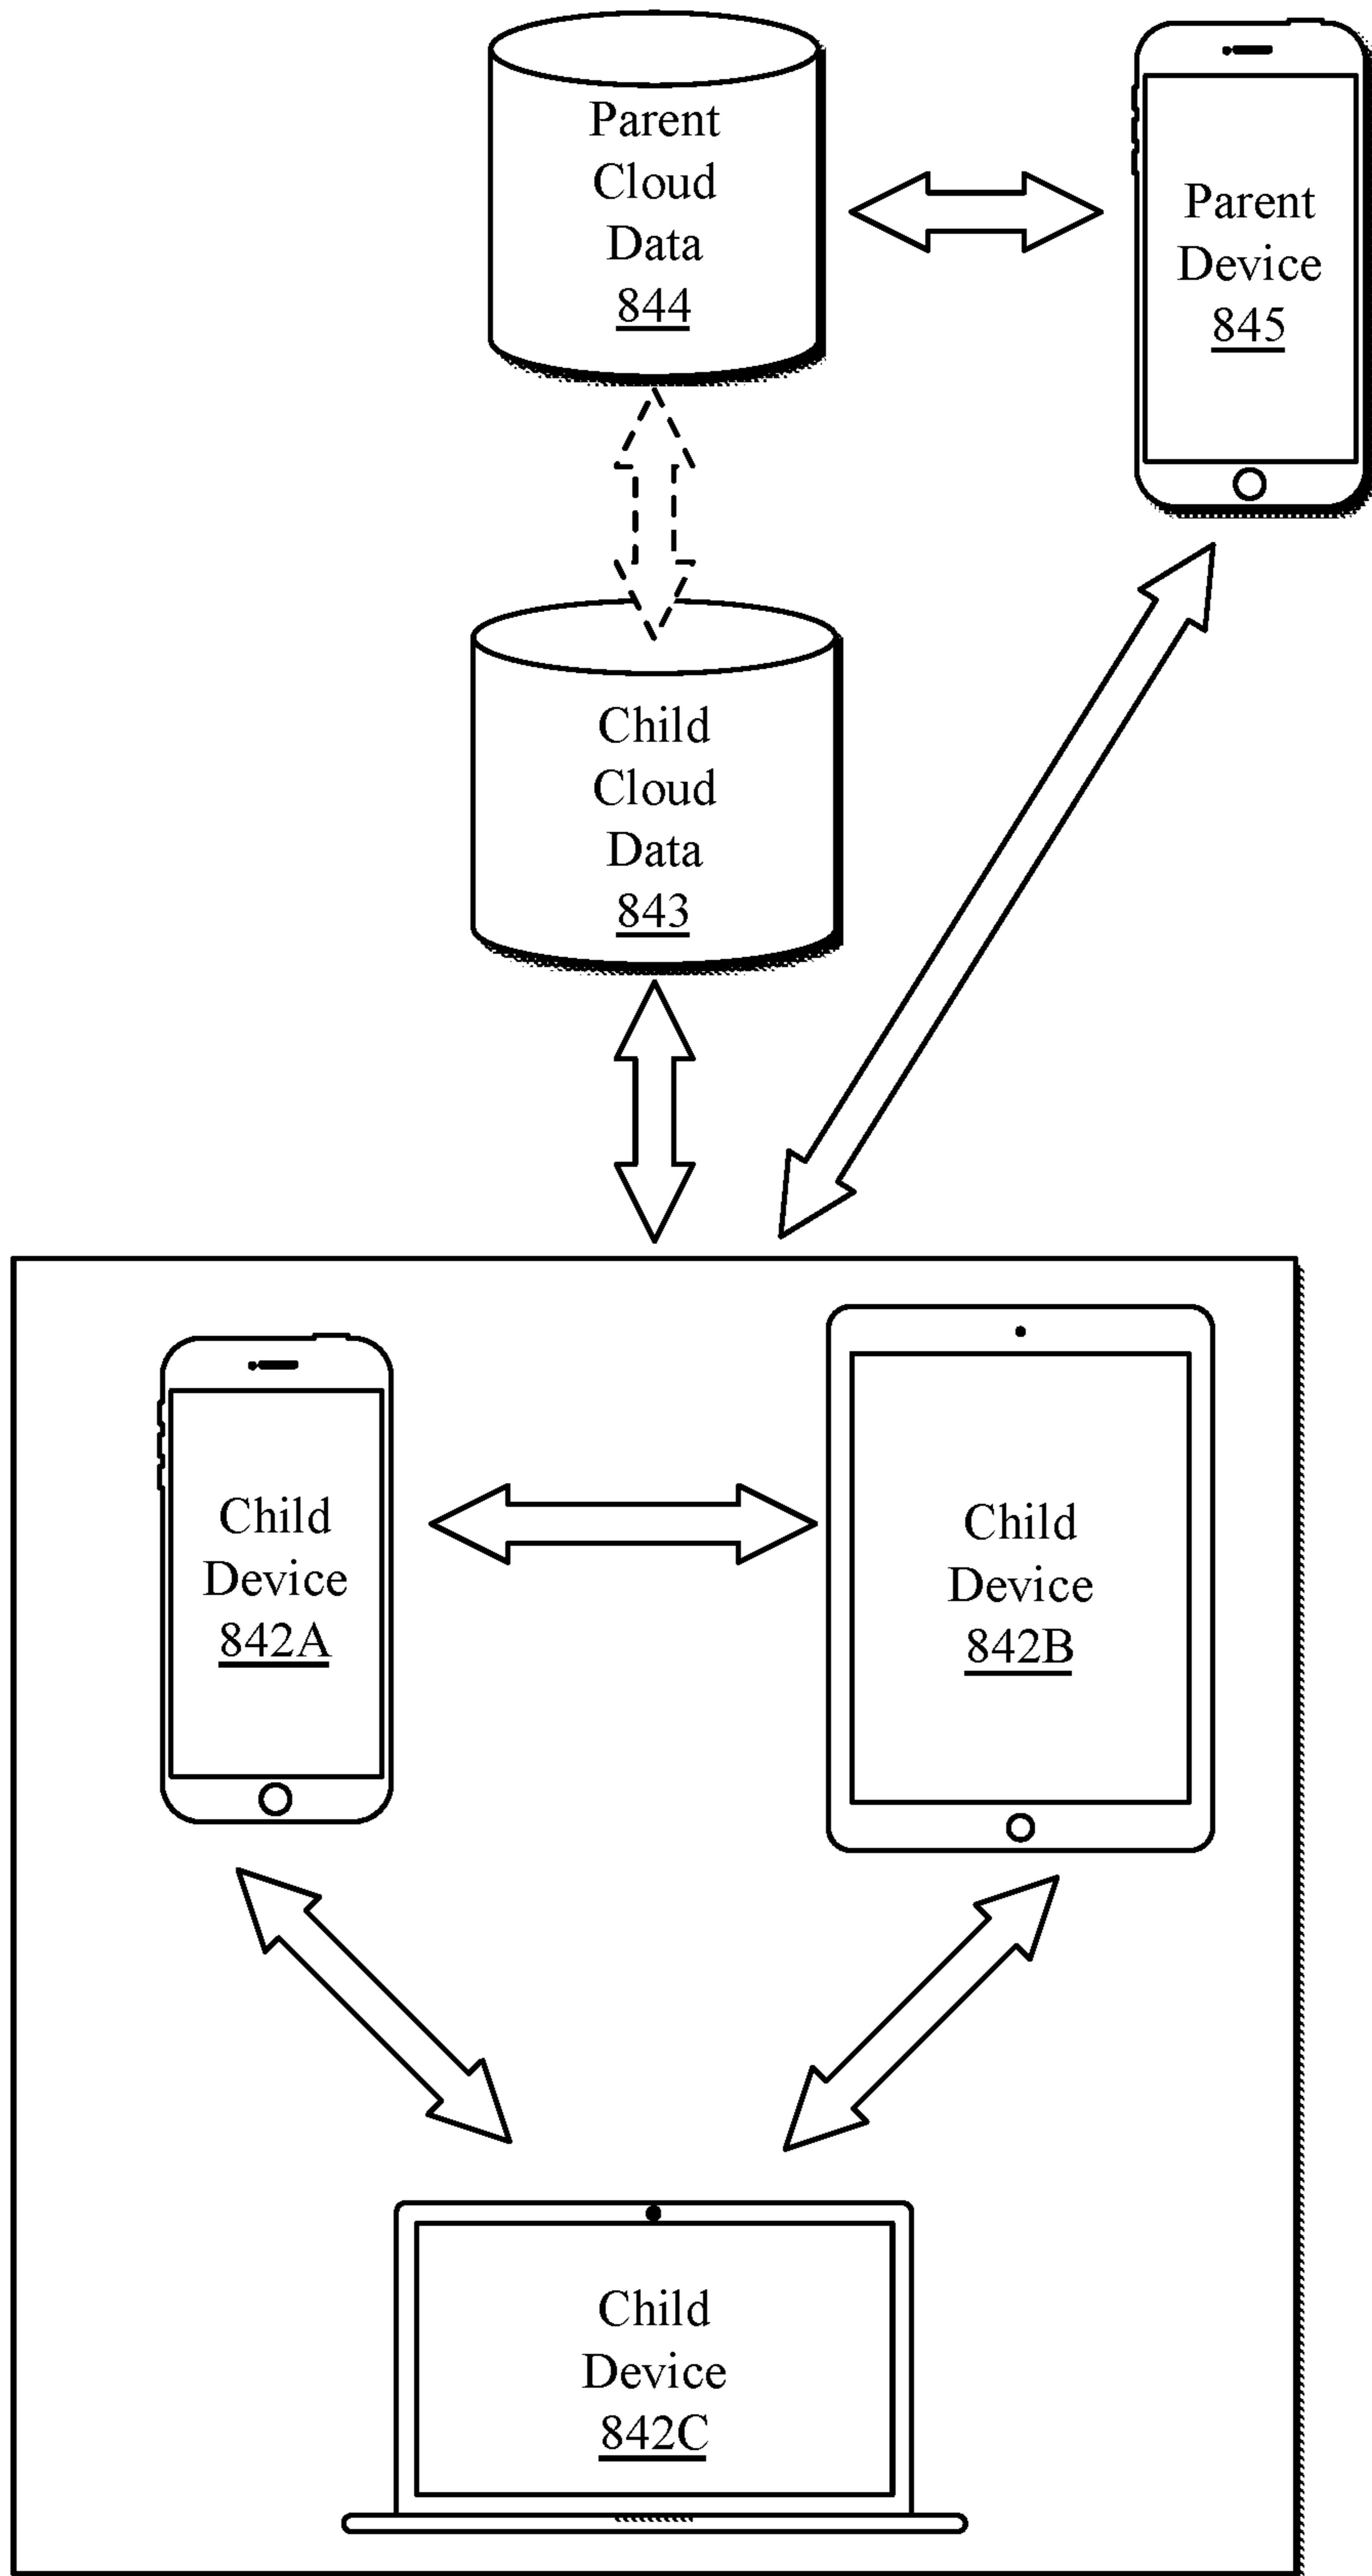 Parent
Cloud
Data
844
Parent
Device
845
Child
Cloud
Data
843
Child
Device
842A
Child
Device
842B
Child
Device
842C